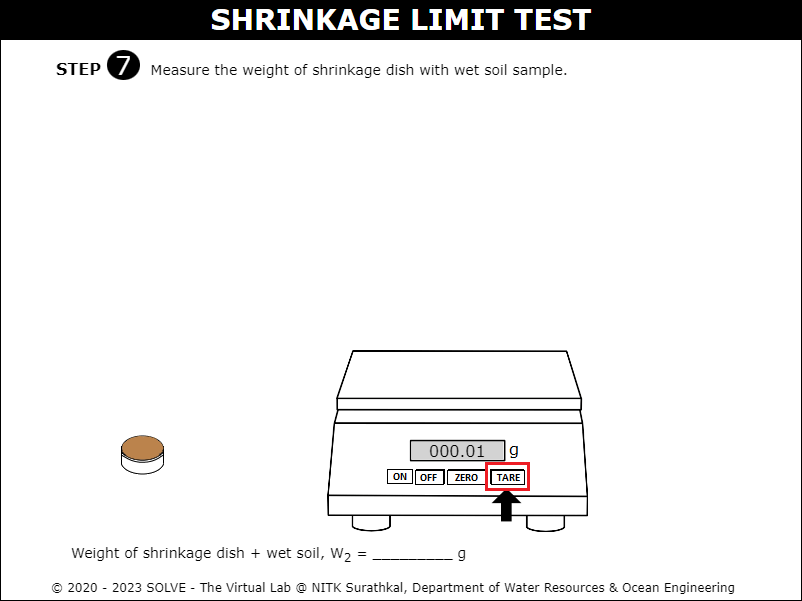 SHRINKAGE LIMIT TEST
STEP 7 Measure the weight of shrinkage dish with wet soil sample.
000.01 g
ON OFF ZERO TARE
Weight of shrinkage dish + wet soil, W2 = _________ g
© 2020 - 2023 SOLVE - The Virtual Lab @ NITK Surathkal, Department of Water Resources & Ocean Engineering